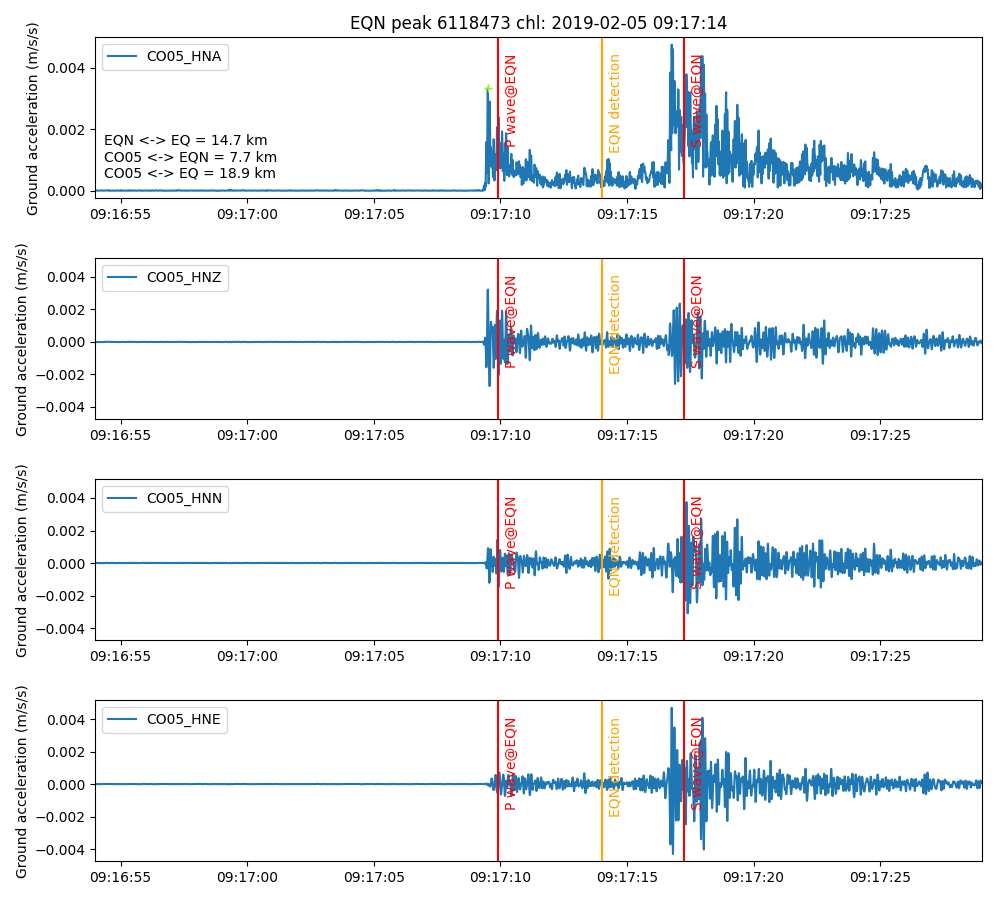 EQN peak 6118473 chl: 2019-02-05 09:17:14
Ground acceleration (m/s/s)
0.004
0.002
0.000
CO05_HNA
EQN <-> EQ = 14.7 km
CO05 <-> EQN = 7.7 km
CO05 <-> EQ = 18.9 km
P wave@EQN
EQN detection
S wave@EQN
09:16:55 09:17:00 09:17:05 09:17:10 09:17:15 09:17:20 09:17:25
Ground acceleration (m/s/s)
0.004
0.002
0.000
−0.002
−0.004
CO05_HNZ
P wave@EQN
EQN detection
S wave@EQN
09:16:55 09:17:00 09:17:05 09:17:10 09:17:15 09:17:20 09:17:25
Ground acceleration (m/s/s)
0.004
0.002
0.000
−0.002
−0.004
CO05_HNN
P wave@EQN
EQN detection
S wave@EQN
09:16:55 09:17:00 09:17:05 09:17:10 09:17:15 09:17:20 09:17:25
Ground acceleration (m/s/s)
0.004
0.002
0.000
−0.002
−0.004
CO05_HNE
P wave@EQN
EQN detection
S wave@EQN
09:16:55 09:17:00 09:17:05 09:17:10 09:17:15 09:17:20 09:17:25